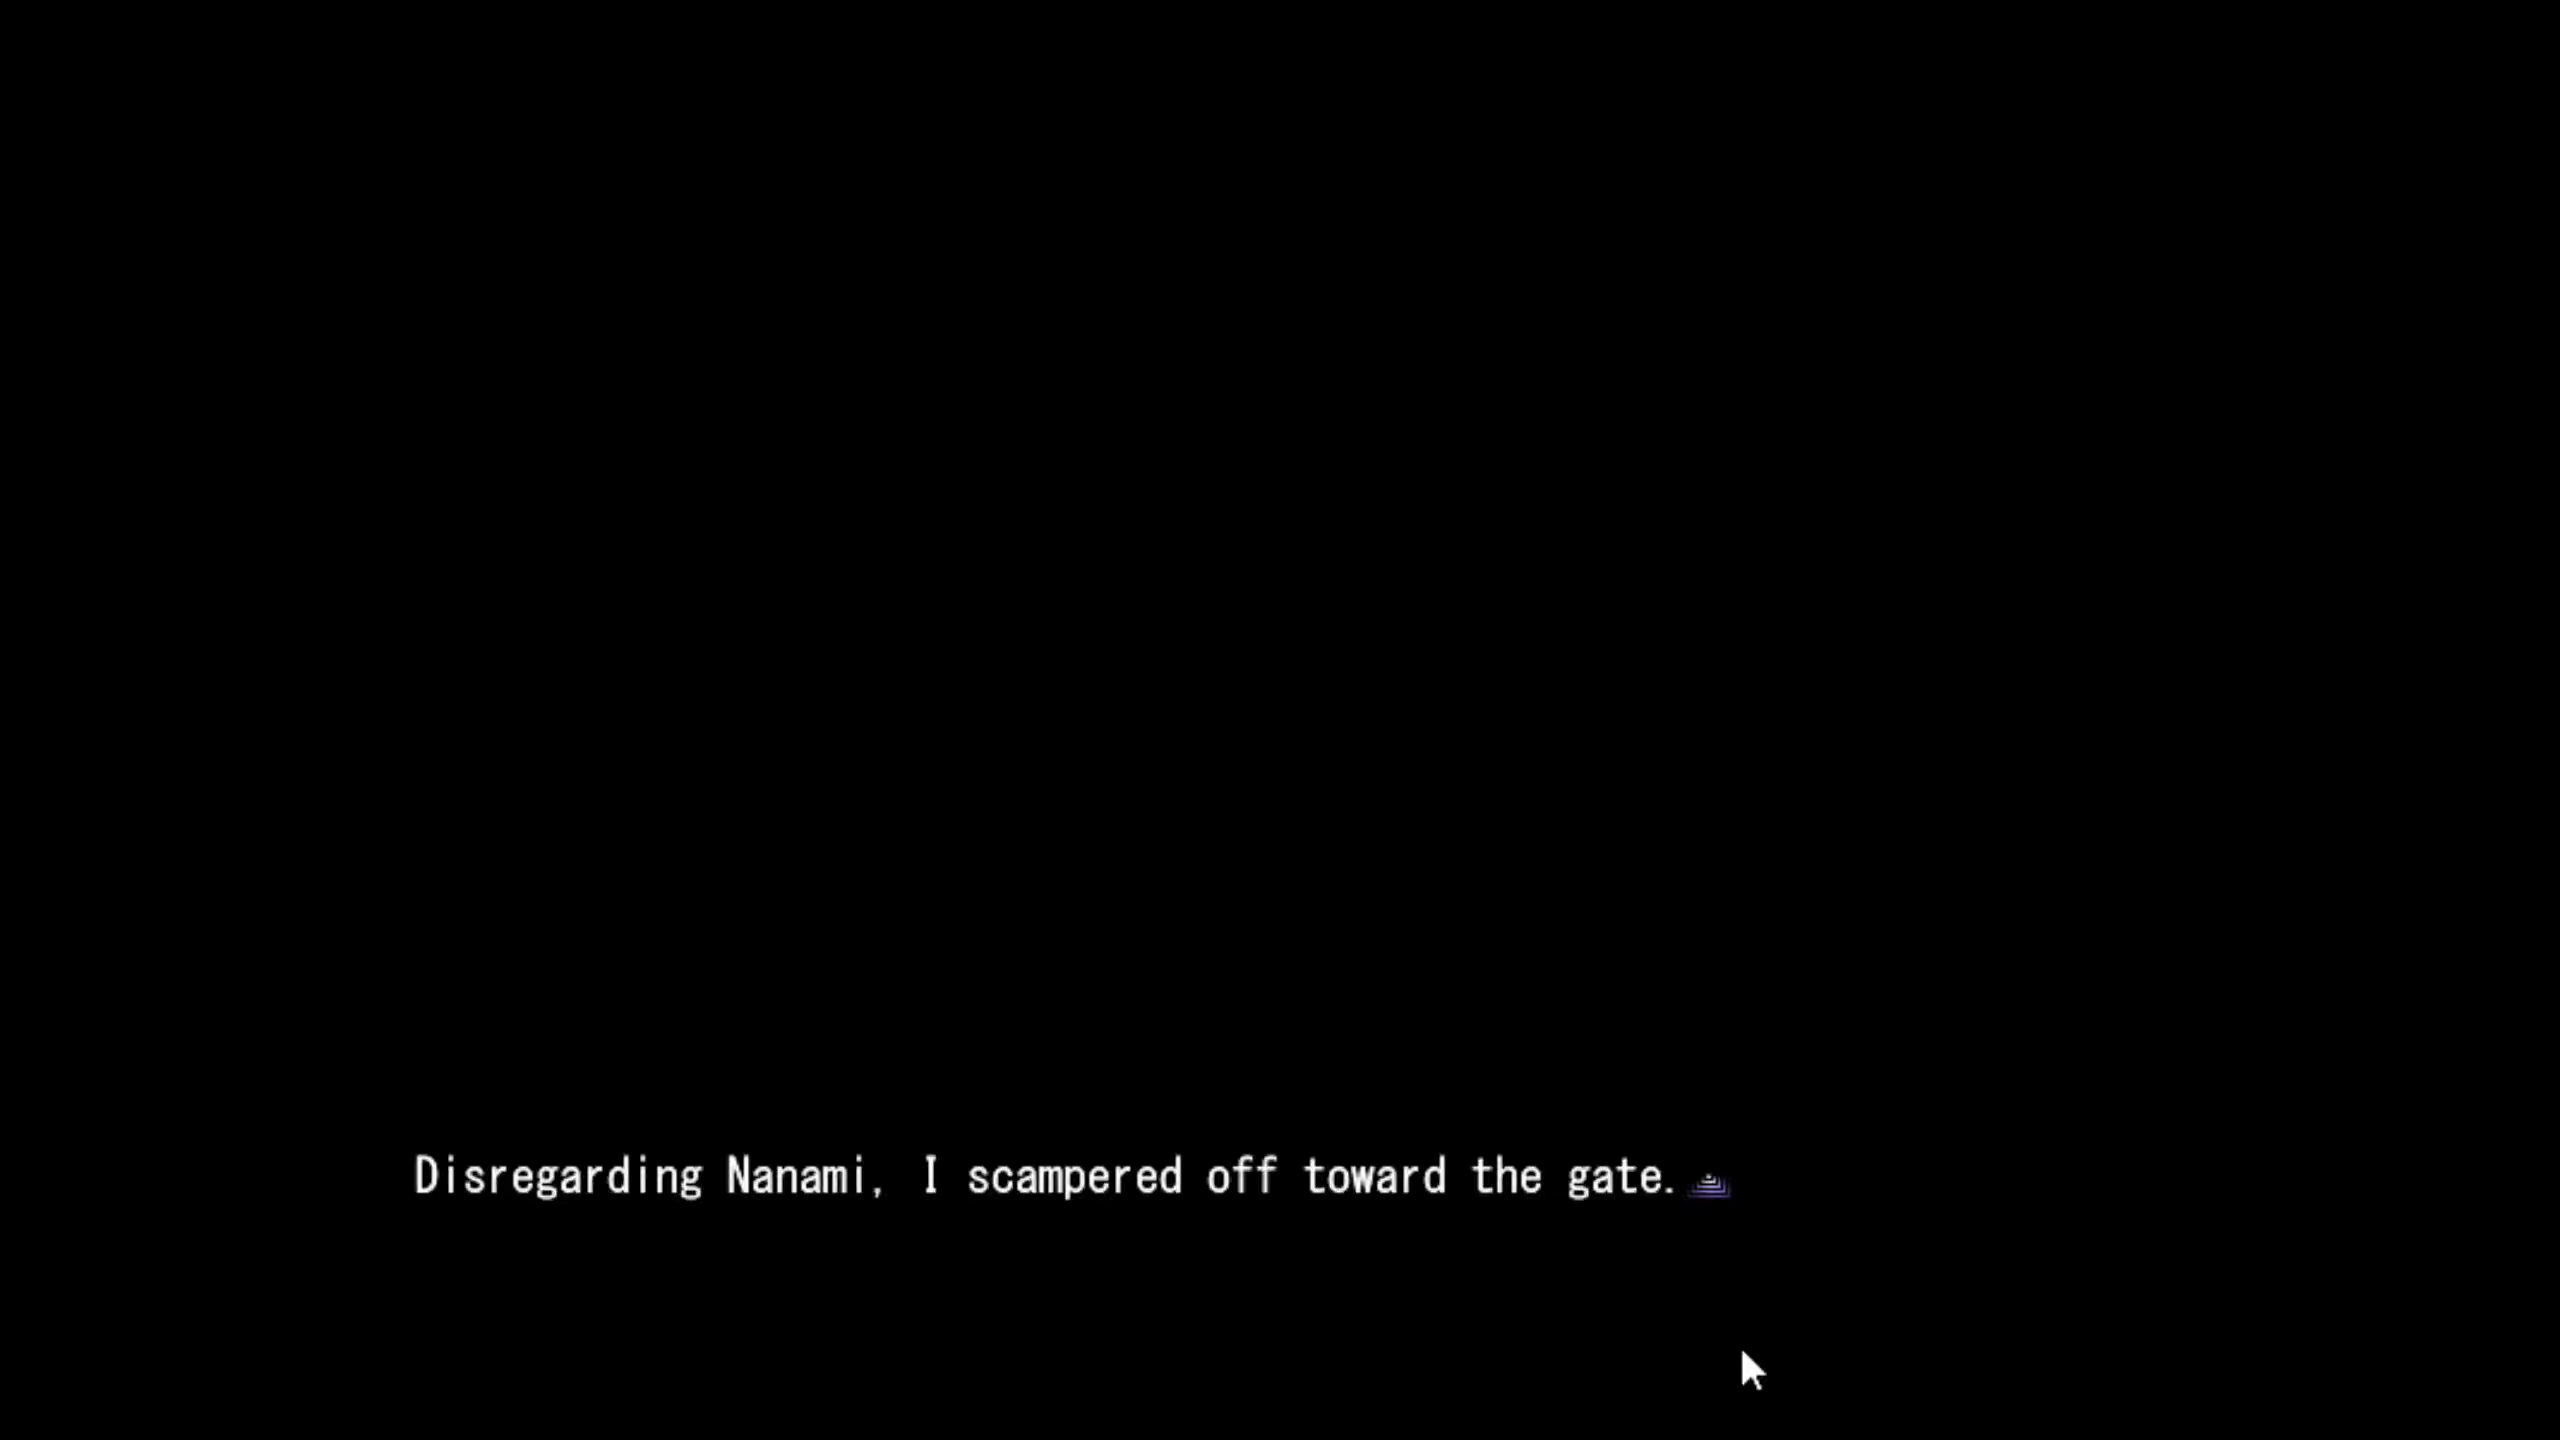 Disregarding Nanami, I scampered off toward the gate.